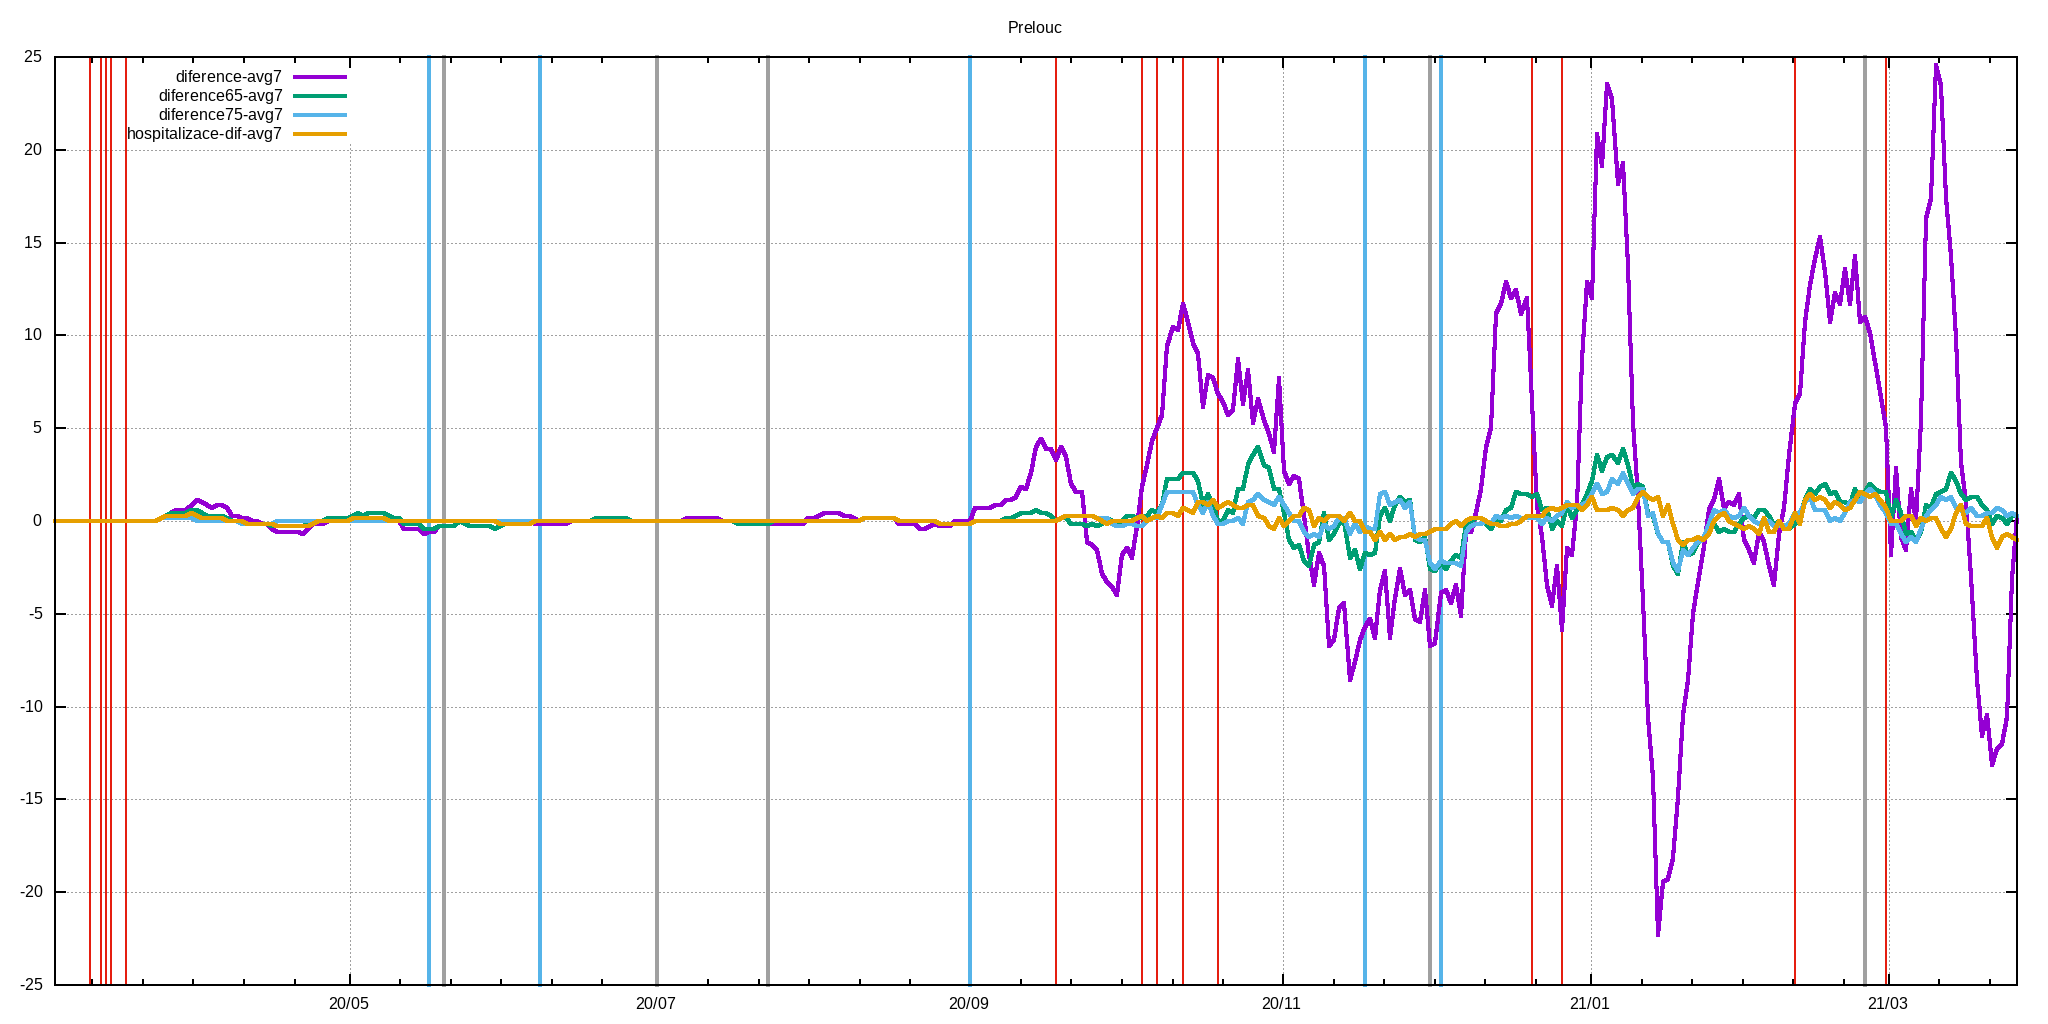 Prelouc
25
diference-avg7
diference65-avg7
diference75-avg7
hospitalizace-dif-avg7
20
15
10
5
0
-5
-10
-15
-20
-25
20/05 20/07 20/09 20/11 21/01 21/03